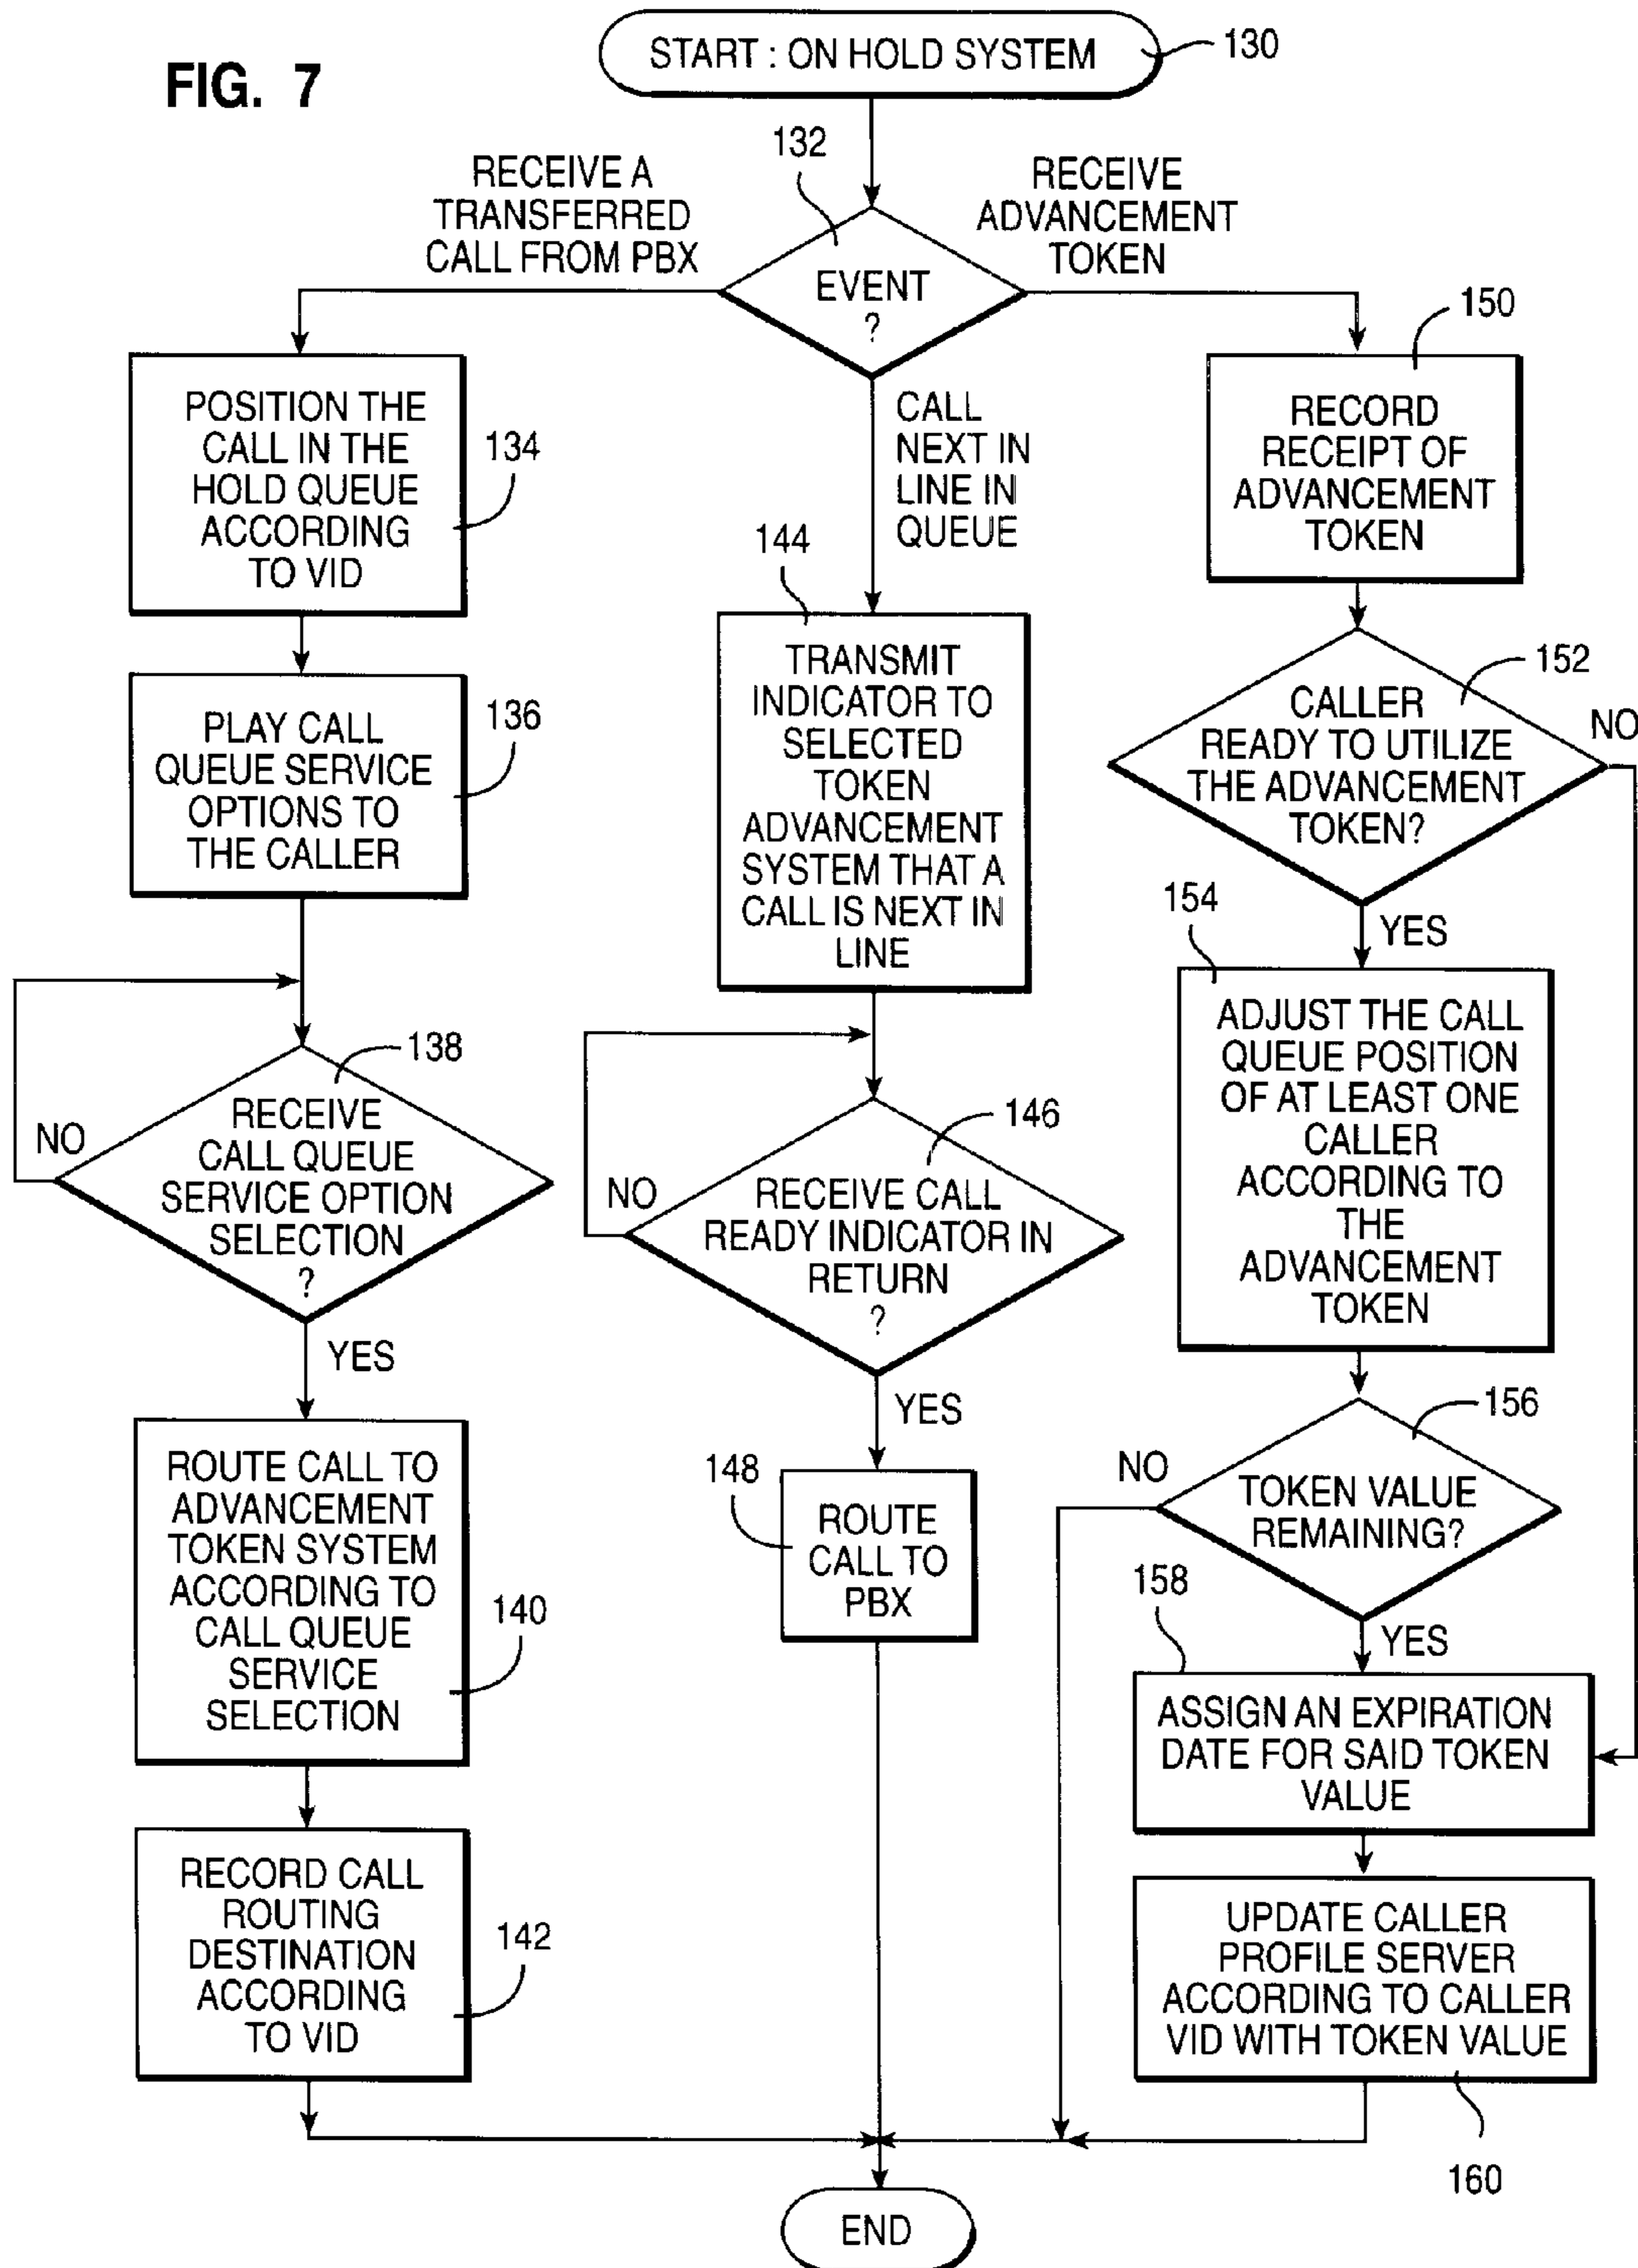 FIG. 7
START : ON HOLD SYSTEM
130
132
RECEIVE A
TRANSFERRED
CALL FROM PBX
RECEIVE
ADVANCEMENT
TOKEN
EVENT
?
POSITION THE
CALL IN THE
HOLD QUEUE
ACCORDING
TO VID
134
PLAY CALL
QUEUE SERVICE
OPTIONS TO
THE CALLER
136
138
NO
RECEIVE
CALL QUEUE
SERVICE OPTION
SELECTION
?
YES
ROUTE CALL TO
ADVANCEMENT
TOKEN SYSTEM
ACCORDING TO
CALL QUEUE
SERVICE
SELECTION
140
RECORD CALL
ROUTING
DESTINATION
ACCORDING
TO VID
142
CALL
NEXT IN
LINE IN
QUEUE
144
TRANSMIT
INDICATOR TO
SELECTED
TOKEN
ADVANCEMENT
SYSTEM THAT A
CALL IS NEXT IN
LINE
146
NO
RECEIVE CALL
READY INDICATOR IN
RETURN
?
YES
148
ROUTE
CALL TO
PBX
150
RECORD
RECEIPT OF
ADVANCEMENT
TOKEN
152
CALLER
READY TO UTILIZE
THE ADVANCEMENT
TOKEN?
NO
YES
154
ADJUST THE CALL
QUEUE POSITION
OF AT LEAST ONE
CALLER
ACCORDING TO
THE
ADVANCEMENT
TOKEN
156
NO
TOKEN VALUE
REMAINING?
YES
158
ASSIGN AN EXPIRATION
DATE FOR SAID TOKEN
VALUE
UPDATE CALLER
PROFILE SERVER
ACCORDING TO CALLER
VID WITH TOKEN VALUE
160
END